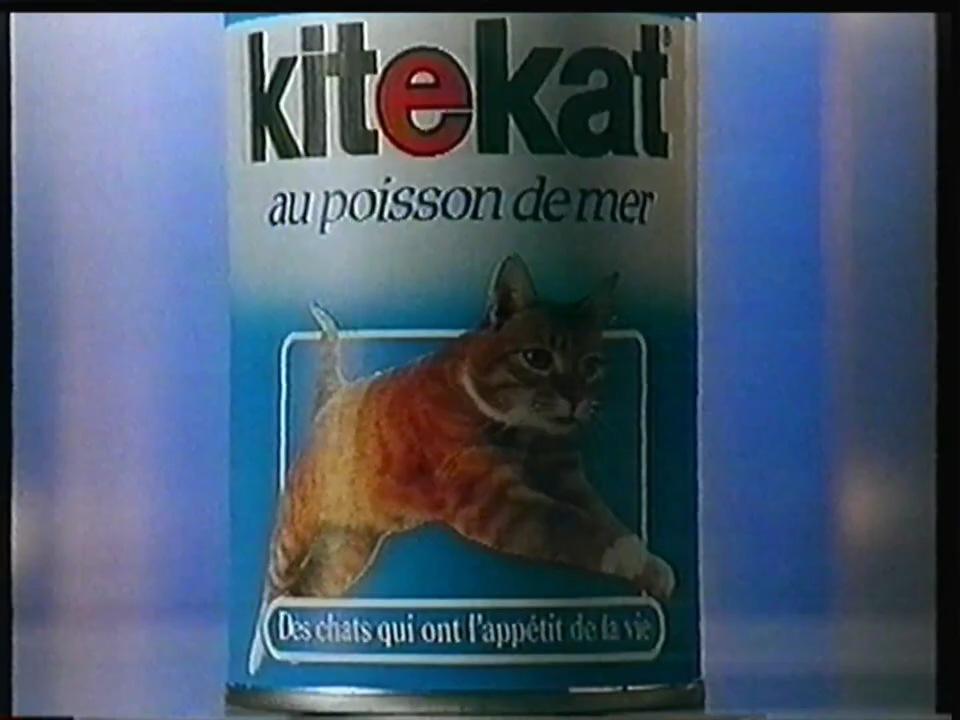 kitekat®
au poisson de mer
Des chats qui ont l'appétit de la vie